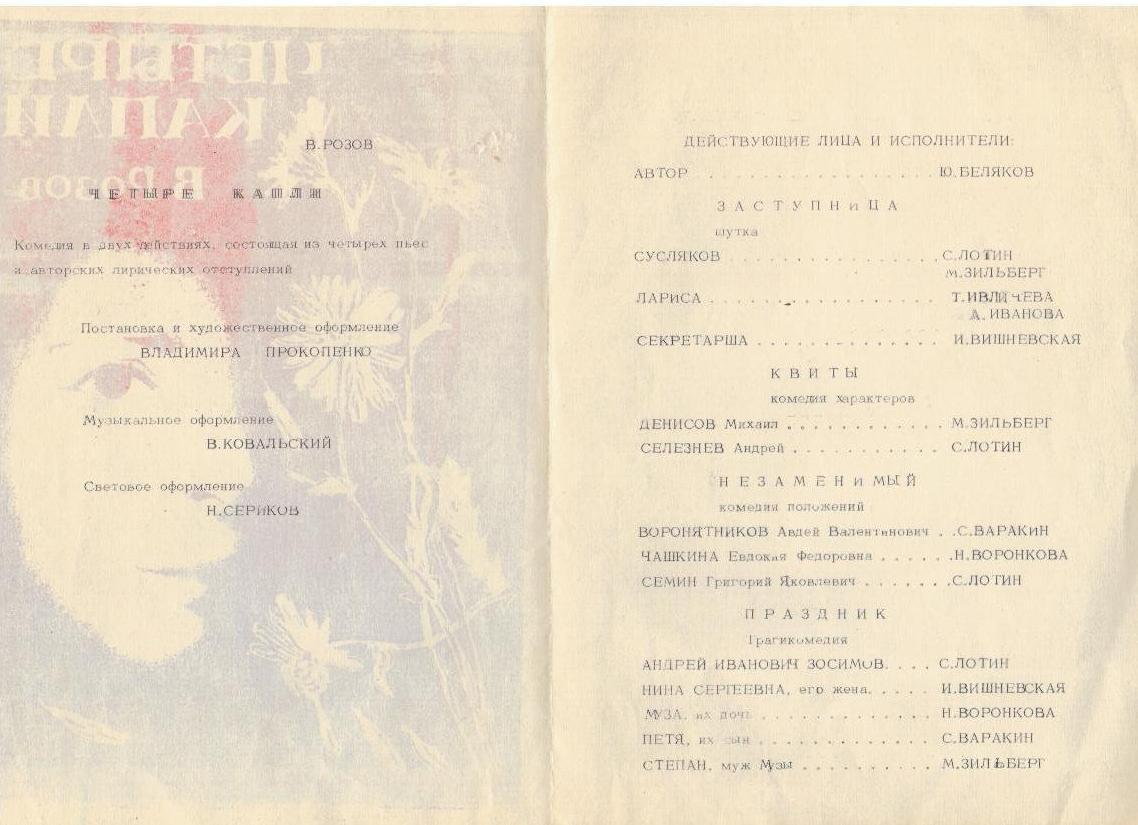 В.РОЗОВ
ЧЕТЫРЕ КАПЛИ
Комедия в двух действиях, состоящая из четырех пьес
и авторских лирических отступлений
Постановка и художественное оформление
ВЛАДИМИРА ПРОКОПЕНКО
Музыкальное оформление
В.КОВАЛЬСКИЙ
Световое оформление
Н.СЕРИКОВ
ДЕЙСТВУЮЩИЕ ЛИЦА И ИСПОЛНИТЕЛИ:
АВТОР . . . . . . . . . . . . . . . . . Ю.БЕЛЯКОВ
ЗАСТУПНИЦА
шутка
СУСЛЯКОВ . . . . . . . . . . . . . . . . С.ЛОТИН
М.ЗИЛЬБЕРГ
ЛАРИСА . . . . . . . . . . . . . . . . . Т.ИВЛИЧЕВА
А.ИВАНОВА
СЕКРЕТАРША . . . . . . . . . . . . . И.ВИШНЕВСКАЯ
КВИТЫ
комедия характеров
ДЕНИСОВ Михаил . . . . . . . . . . . . М.ЗИЛЬБЕРГ
СЕЛЕЗНЕВ Андрей . . . . . . . . . . . С.ЛОТИН
НЕЗАМЕНИМЫЙ
комедия положений
ВОРОНЯТНИКОВ Авдей Валентинович . .С.ВАРАКИН
ЧАШКИНА Евдокия Федоровна . . . . . .Н.ВОРОНКОВА
СЕМИН Григорий Яковлевич . . . . . . .С.ЛОТИН
ПРАЗДНИК
Трагикомедия
АНДРЕЙ ИВАНОВИЧ ЗОСИМОВ. . . . С.ЛОТИН
НИНА СЕРГЕЕВНА, его жена. . . . . И.ВИШНЕВСКАЯ
МУЗА, их дочь . . . . . . . . . . . . . Н.ВОРОНКОВА
ПЕТЯ, их сын . . . . . . . . . . . . . С.ВАРАКИН
СТЕПАН, муж Музы . . . . . . . . . . М.ЗИЛЬБЕРГ